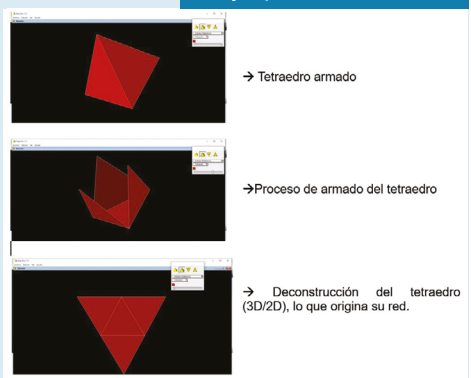 → Tetraedro armado
→Proceso de armado del tetraedro
→ Deconstrucción del tetraedro
(3D/2D), lo que origina su red.